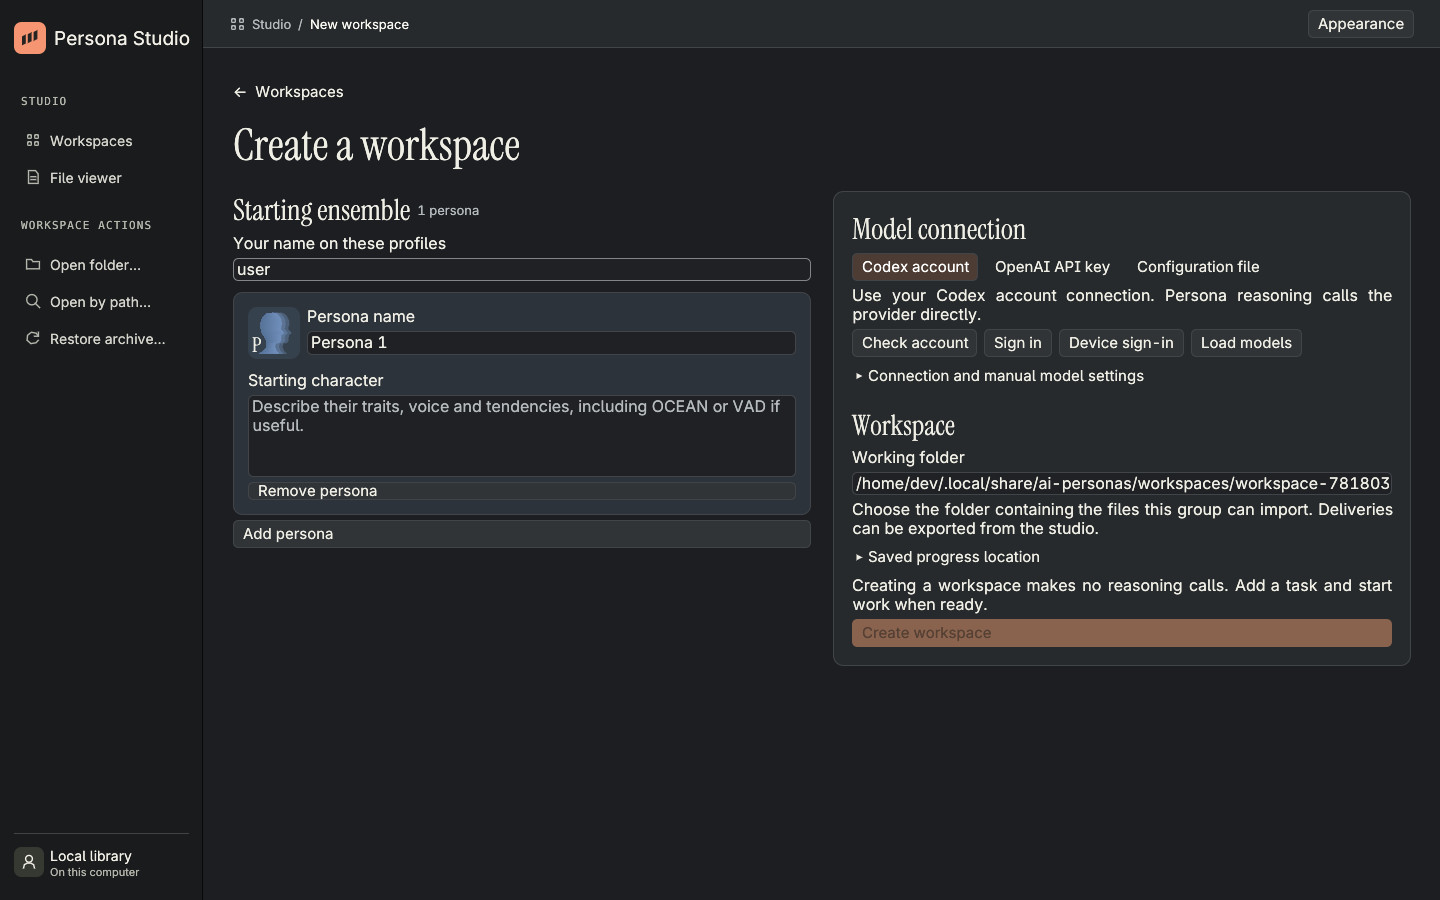 Persona Studio
STUDIO
Workspaces
File viewer
WORKSPACE ACTIONS
Open folder...
Open by path...
Restore archive...
Local library
On this computer
Studio / New workspace
Appearance
← Workspaces
Create a workspace
Starting ensemble 1 persona
Your name on these profiles
user
P
Persona name
Persona 1
Starting character
Describe their traits, voice and tendencies, including OCEAN or VAD if
useful.
Remove persona
Add persona
Model connection
Codex account OpenAI API key Configuration file
Use your Codex account connection. Persona reasoning calls the
provider directly.
Check account Sign in Device sign-in Load models
Connection and manual model settings
Workspace
Working folder
/home/dev/.local/share/ai-personas/workspaces/workspace-781803
Choose the folder containing the files this group can import. Deliveries
can be exported from the studio.
Saved progress location
Creating a workspace makes no reasoning calls. Add a task and start
work when ready.
Create workspace